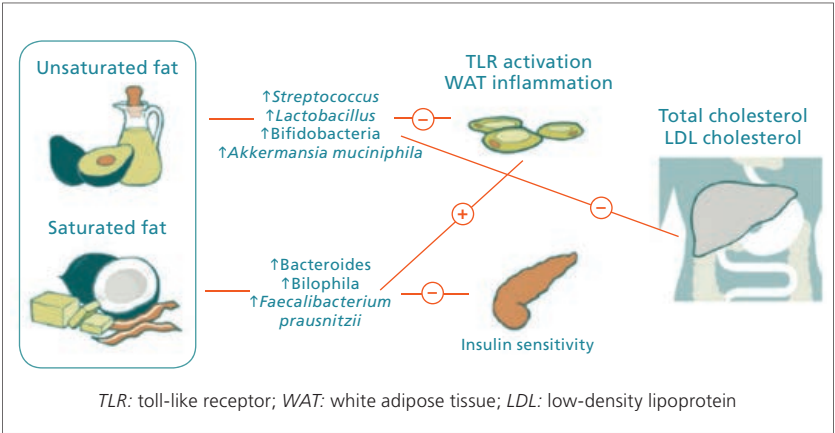 Unsaturated fat
↑Streptococcus
↑Lactobacillus
↑Bifidobacteria
↑Akkermansia muciniphila
−
TLR activation
WAT inflammation
Total cholesterol
LDL cholesterol
−
+
Saturated fat
↑Bacteroides
↑Bilophila
↑Faecalibacterium
prausnitzii
−
Insulin sensitivity
TLR: toll-like receptor; WAT: white adipose tissue; LDL: low-density lipoprotein